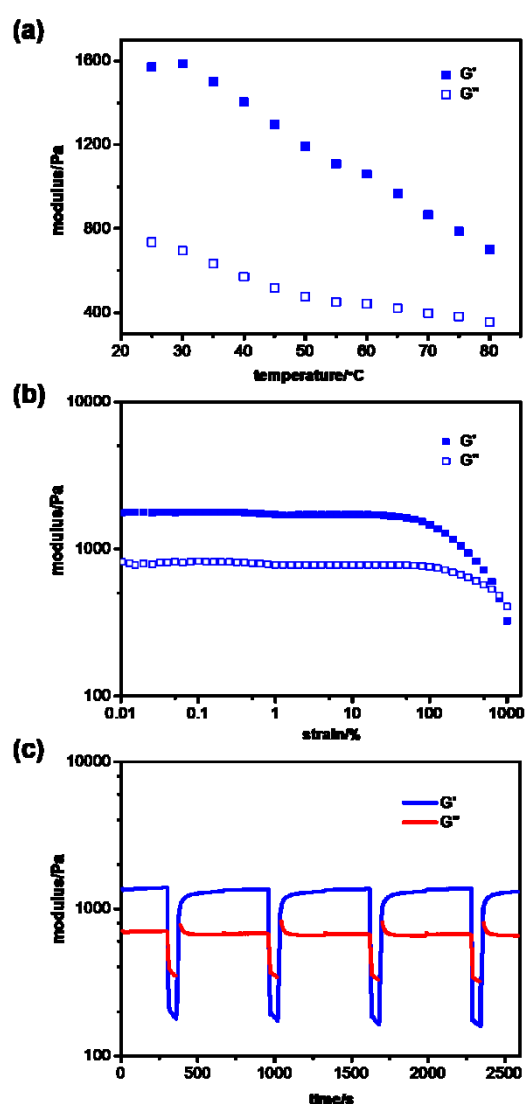 (a)
1600
1200
800
400
modulus/Pa
G'
G"
20 30 40 50 60 70 80
temperature/°C
(b)
10000
1000
100
modulus/Pa
G'
G"
0.01 0.1 1 10 100 1000
strain/%
(c)
10000
1000
100
modulus/Pa
G'
G"
0 500 1000 1500 2000 2500
time/s